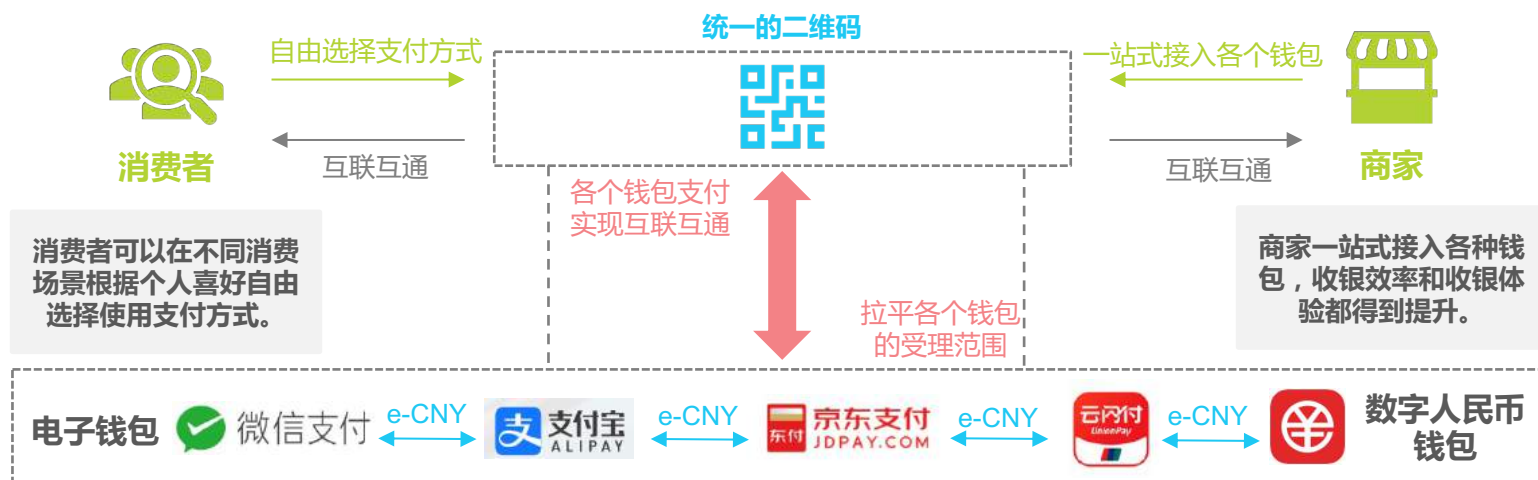 统一的二维码
自由选择支付方式
一站式接入各个钱包
消费者
互联互通
互联互通
商家
各个钱包支付
实现互联互通
消费者可以在不同消费
场景根据个人喜好自由
选择使用支付方式。
商家一站式接入各种钱
包，收银效率和收银体
验都得到提升。
拉平各个钱包
的受理范围
电子钱包
微信支付
e-CNY
支
支付宝
ALIPAY
e-CNY
东付
京东支付
JDPAY.COM
e-CNY
云闪付
UnionPay
e-CNY
数字人民币
钱包